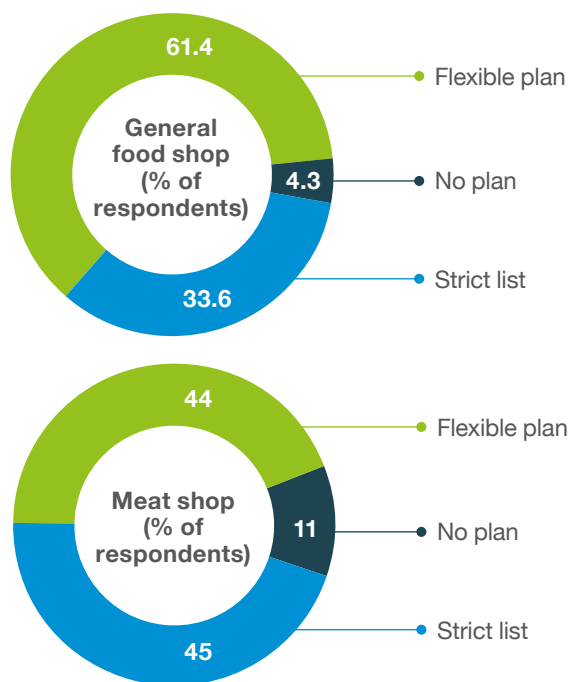 61.4
Flexible plan
General
food shop
(% of
respondents)
4.3
No plan
33.6
Strict list
44
Flexible plan
Meat shop
(% of
respondents)
11
No plan
45
Strict list